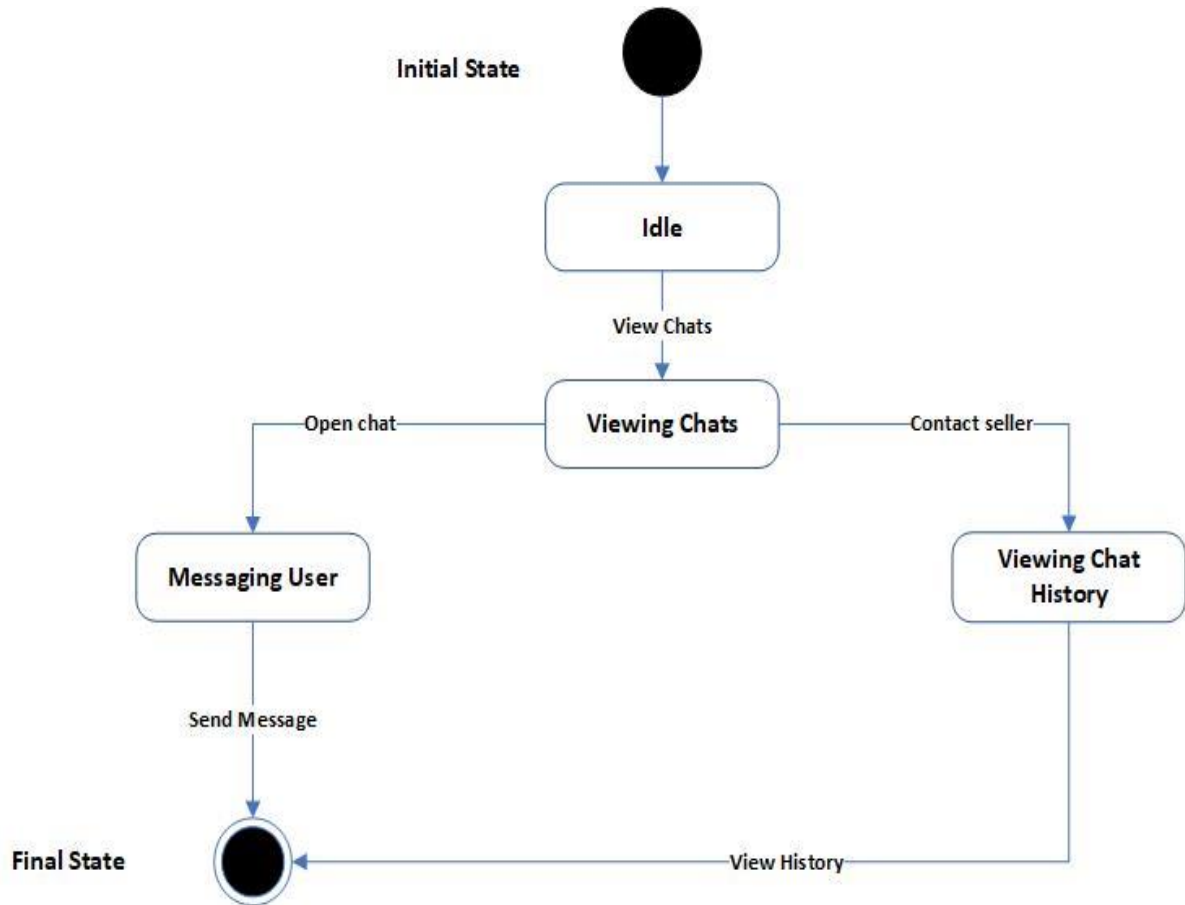 Initial State
Idle
View Chats
Open chat
Viewing Chats
Contact seller
Messaging User
Viewing Chat
History
Send Message
Final State
View History